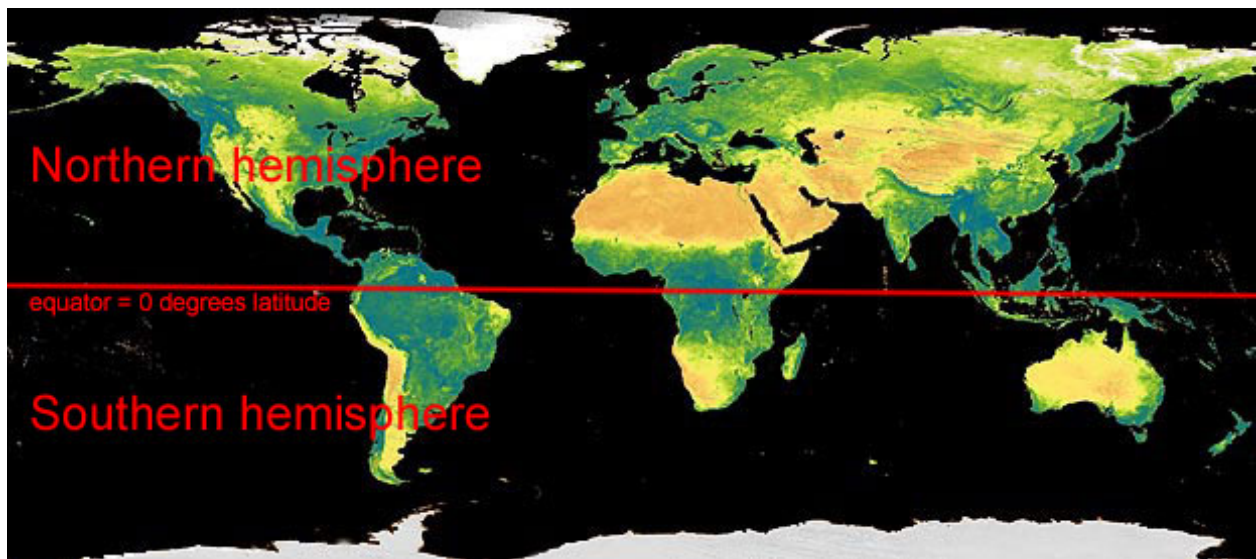 Northern hemisphere
equator = 0 degrees latitude
Southern hemisphere